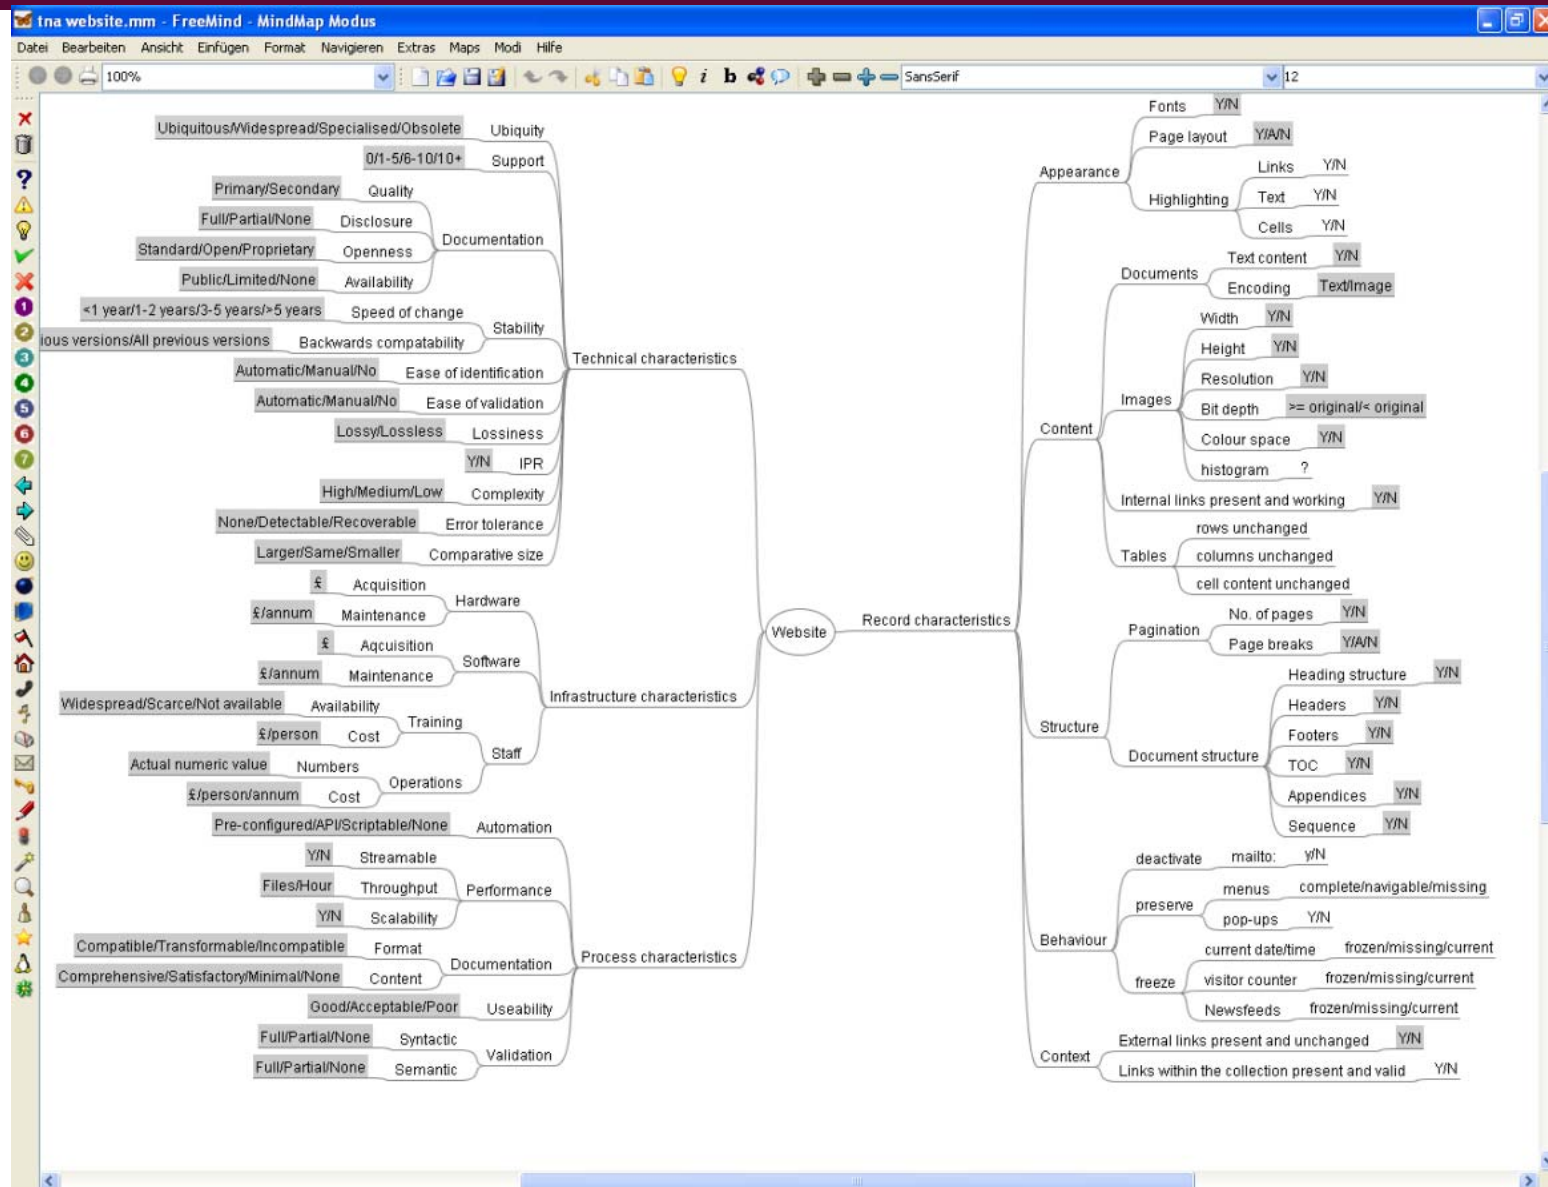 tna website.mm - FreeMind - MindMap Modus
Datei Bearbeiten Ansicht Einfügen Format Navigieren Extras Maps Modi Hilfe
100% i b SansSerif 12
Website
Technical characteristics
Ubiquitous/Widespread/Specialised/Obsolete Ubiquity
0/1-5/6-10/10+ Support
Documentation
Primary/Secondary Quality
Full/Partial/None Disclosure
Standard/Open/Proprietary Openness
Public/Limited/None Availability
Stability
<1 year/1-2 years/3-5 years/>5 years Speed of change
ious versions/All previous versions Backwards compatability
Automatic/Manual/No Ease of identification
Automatic/Manual/No Ease of validation
Lossy/Lossless Lossiness
Y/N IPR
High/Medium/Low Complexity
None/Detectable/Recoverable Error tolerance
Larger/Same/Smaller Comparative size
Infrastructure characteristics
Hardware
£ Acquisition
£/annum Maintenance
Software
£ Aqcuisition
£/annum Maintenance
Staff
Training
Widespread/Scarce/Not available Availability
£/person Cost
Operations
Actual numeric value Numbers
£/person/annum Cost
Process characteristics
Pre-configured/API/Scriptable/None Automation
Performance
Y/N Streamable
Files/Hour Throughput
Y/N Scalability
Documentation
Compatible/Transformable/Incompatible Format
Comprehensive/Satisfactory/Minimal/None Content
Good/Acceptable/Poor Useability
Validation
Full/Partial/None Syntactic
Full/Partial/None Semantic
Record characteristics
Appearance
Fonts Y/N
Page layout Y/A/N
Highlighting
Links Y/N
Text Y/N
Cells Y/N
Content
Documents
Text content Y/N
Encoding Text/Image
Images
Width Y/N
Height Y/N
Resolution Y/N
Bit depth >= original/< original
Colour space Y/N
histogram ?
Internal links present and working Y/N
Tables
rows unchanged
columns unchanged
cell content unchanged
Structure
Pagination
No. of pages Y/N
Page breaks Y/A/N
Document structure
Heading structure Y/N
Headers Y/N
Footers Y/N
TOC Y/N
Appendices Y/N
Sequence Y/N
Behaviour
deactivate mailto: y/N
preserve
menus complete/navigable/missing
pop-ups Y/N
freeze
current date/time frozen/missing/current
visitor counter frozen/missing/current
Newsfeeds frozen/missing/current
Context
External links present and unchanged Y/N
Links within the collection present and valid Y/N
1
2
3
4
5
6
7